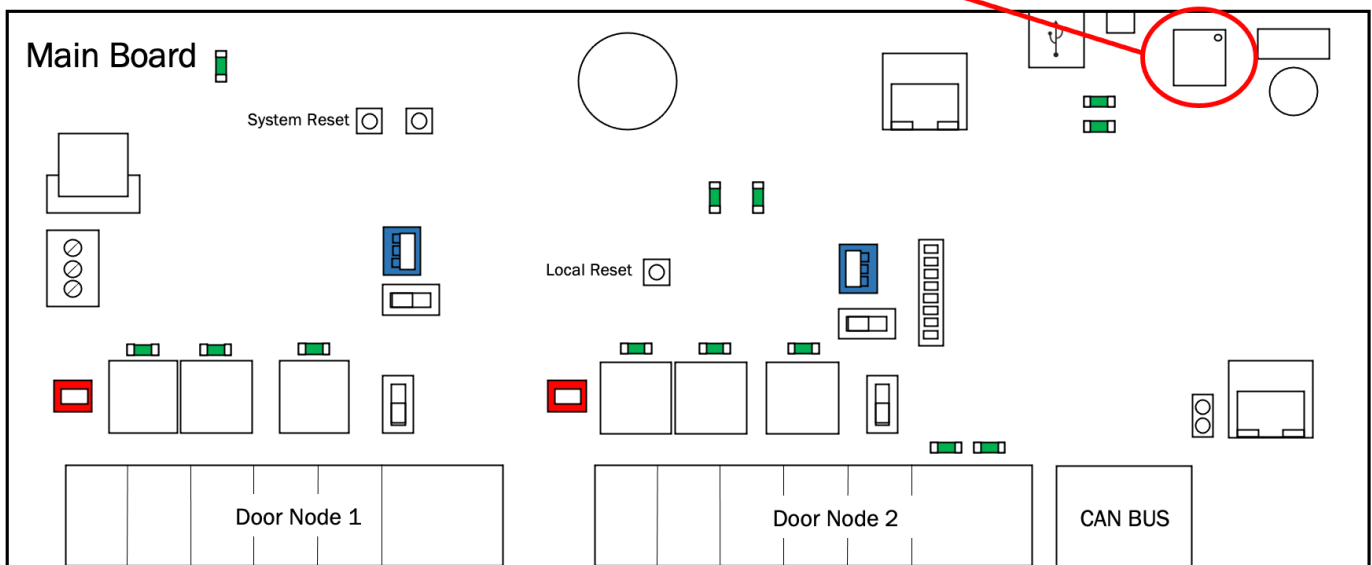 Main Board
System Reset
Local Reset
Door Node 1
Door Node 2
CAN BUS